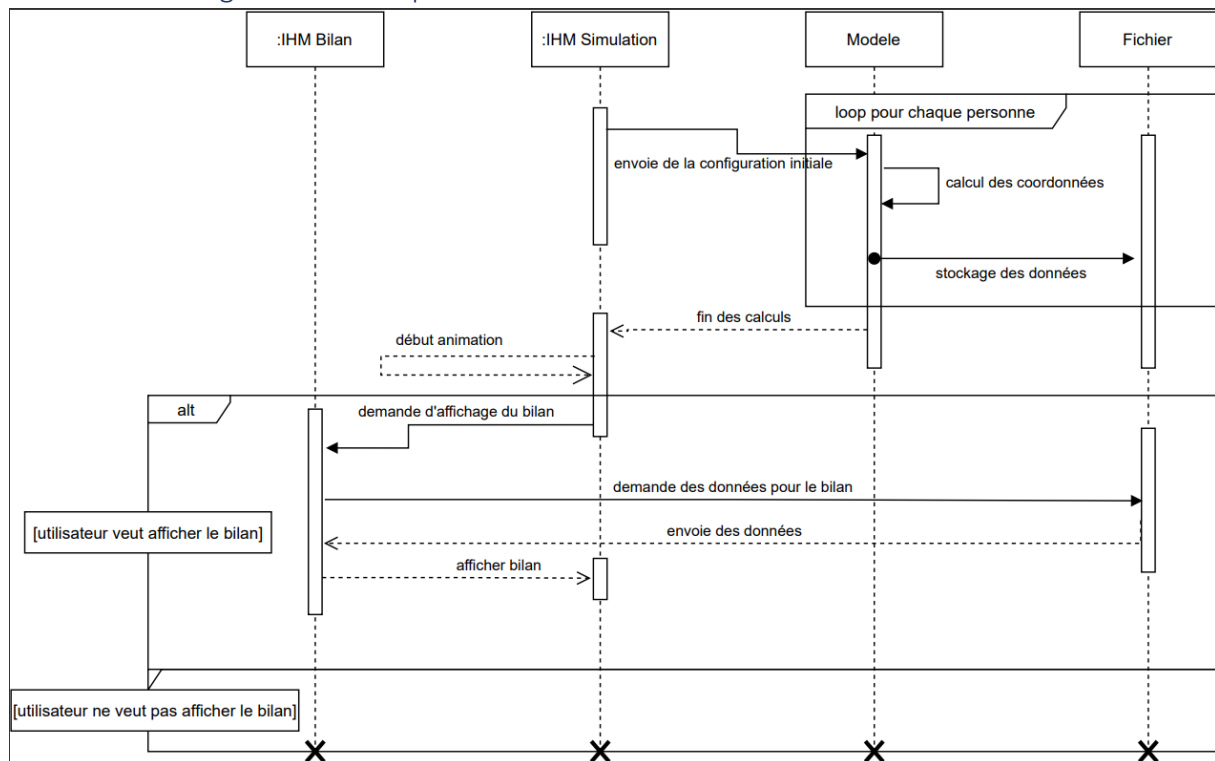 :IHM Bilan
:IHM Simulation
Modele
Fichier
loop pour chaque personne
envoie de la configuration initiale
calcul des coordonnées
stockage des données
fin des calculs
début animation
alt
demande d'affichage du bilan
demande des données pour le bilan
[utilisateur veut afficher le bilan]
envoie des données
afficher bilan
[utilisateur ne veut pas afficher le bilan]